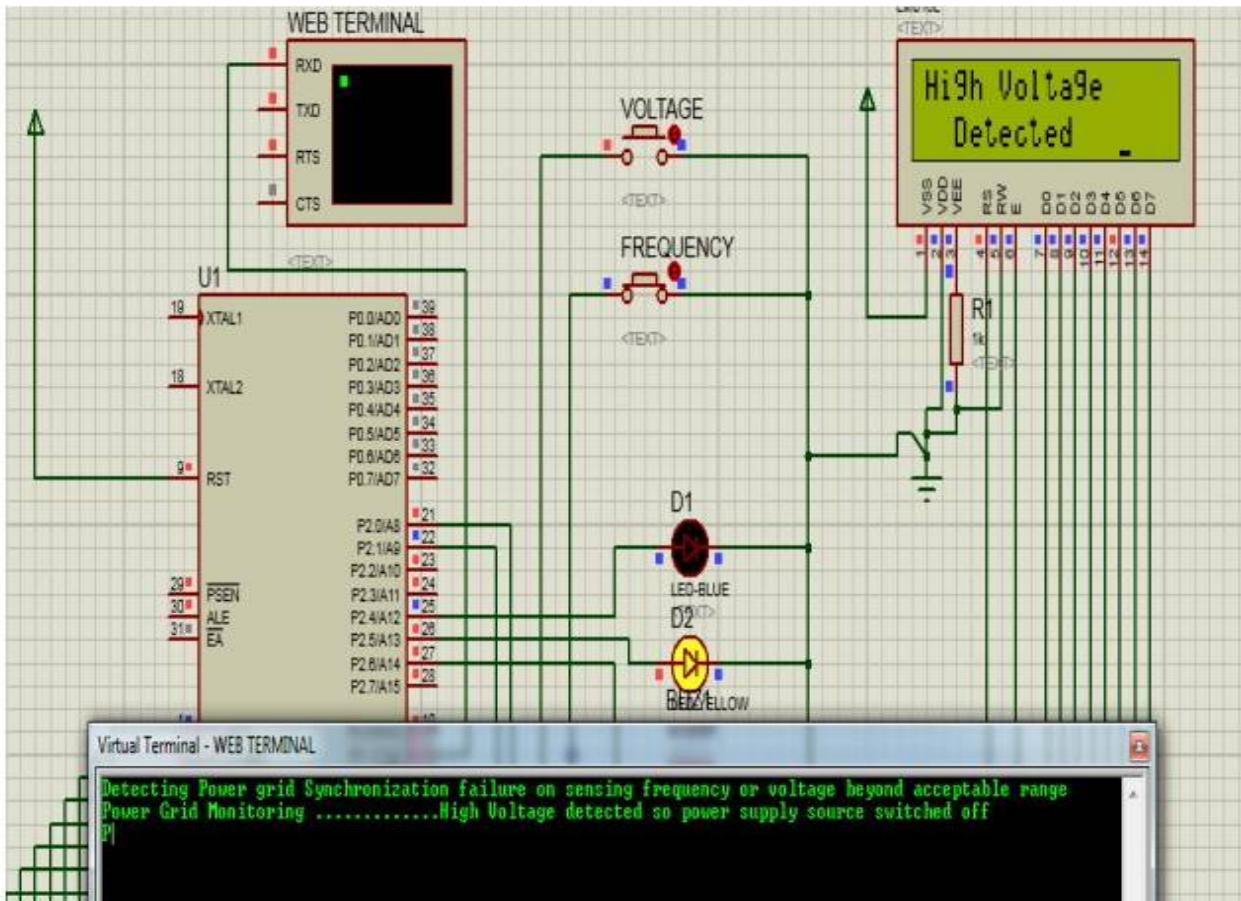 WEB TERMINAL
RXD
TXD
RTS
CTS
<TEXT>
VOLTAGE
<TEXT>
FREQUENCY
<TEXT>
<TEXT>
High Voltage
Detected _
VSS
VDD
VEE
RS
RW
E
D0
D1
D2
D3
D4
D5
D6
D7
1
2
3
4
5
6
7
8
9
10
11
12
13
14
R1
1k
<TEXT>
U1
19
XTAL1
18
XTAL2
9
RST
29
PSEN
30
ALE
31
EA
P0.0/AD0
39
P0.1/AD1
38
P0.2/AD2
37
P0.3/AD3
36
P0.4/AD4
35
P0.5/AD5
34
P0.6/AD6
33
P0.7/AD7
32
P2.0/A8
21
P2.1/A9
22
P2.2/A10
23
P2.3/A11
24
P2.4/A12
25
P2.5/A13
26
P2.6/A14
27
P2.7/A15
28
D1
LED-BLUE
D2
Virtual Terminal - WEB TERMINAL
Detecting Power grid Synchronization failure on sensing frequency or voltage beyond acceptable range
Power Grid Monitoring .............High Voltage detected so power supply source switched off
P